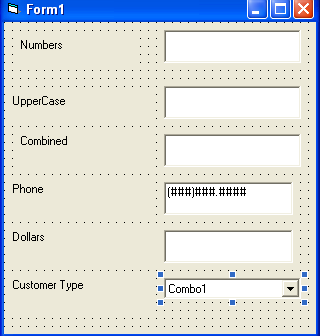 Form1
Numbers
UpperCase
Combined
Phone
(###)###.####
Dollars
Customer Type
Combo1